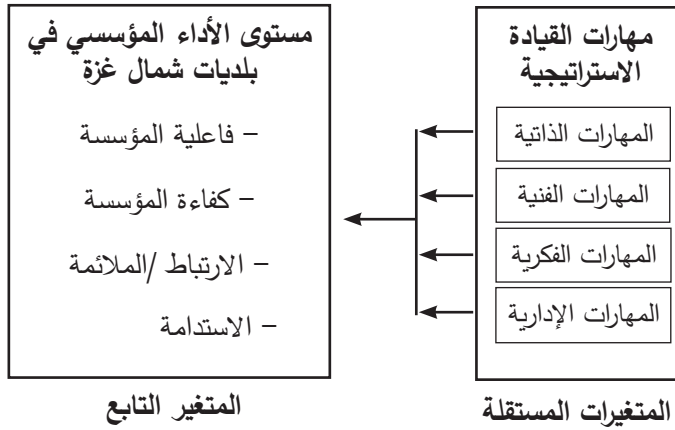 مهارات القيادة
الاستراتيجية
المهارات الذاتية
المهارات الفنية
المهارات الفكرية
المهارات الإدارية
المتغيرات المستقلة
مستوى الأداء المؤسسي في
بلديات شمال غزة
- فاعلية المؤسسة
- كفاءة المؤسسة
- الارتباط /الملائمة
- الاستدامة
المتغير التابع